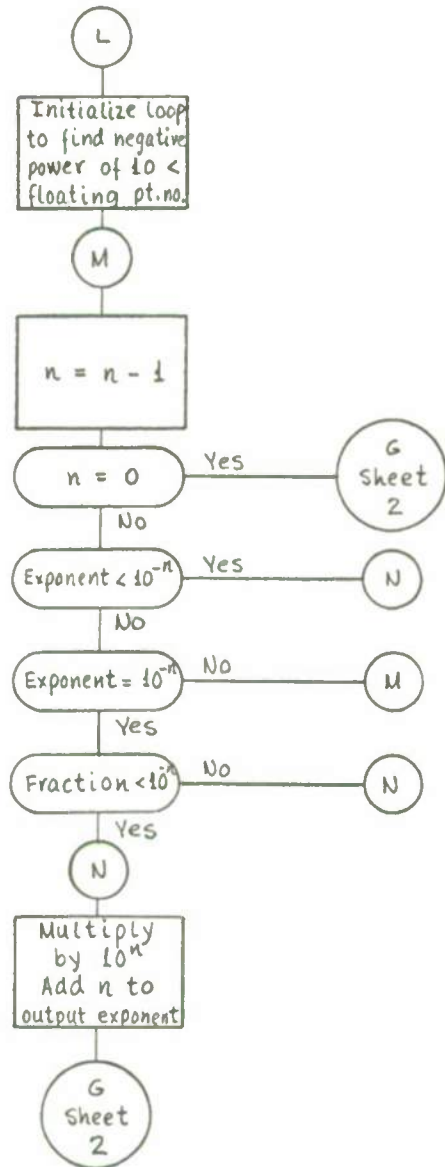 L
Initialize loop
to find negative
power of 10 <
floating pt.no.
M
n = n - 1
n = 0
Yes
G
Sheet
2
No
Exponent < 10⁻ⁿ
Yes
N
No
Exponent = 10⁻ⁿ
No
M
Yes
Fraction < 10⁻ⁿ
No
N
Yes
N
Multiply
by 10ⁿ
Add n to
output exponent
G
Sheet
2